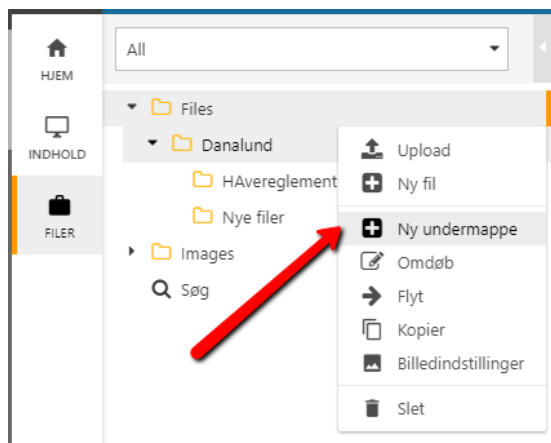 HJEM
INDHOLD
FILER
All
Files
Danalund
HAvereglement
Nye filer
Images
Søg
Upload
Ny fil
Ny undermappe
Omdøb
Flyt
Kopier
Billedindstillinger
Slet